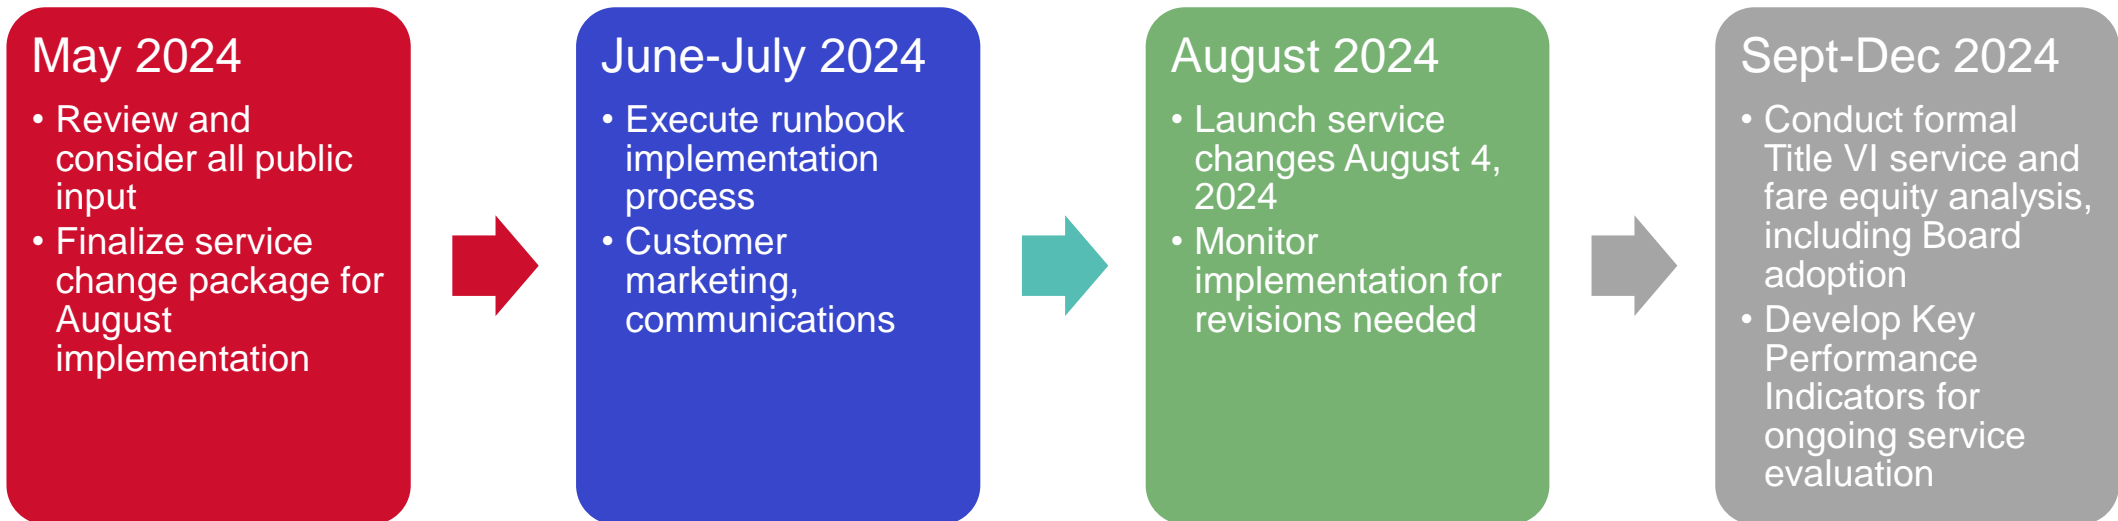 May 2024
• Review and
consider all public
input
• Finalize service
change package for
August
implementation
June-July 2024
• Execute runbook
implementation
process
• Customer
marketing,
communications
August 2024
• Launch service
changes August 4,
2024
• Monitor
implementation for
revisions needed
Sept-Dec 2024
• Conduct formal
Title VI service and
fare equity analysis,
including Board
adoption
• Develop Key
Performance
Indicators for
ongoing service
evaluation